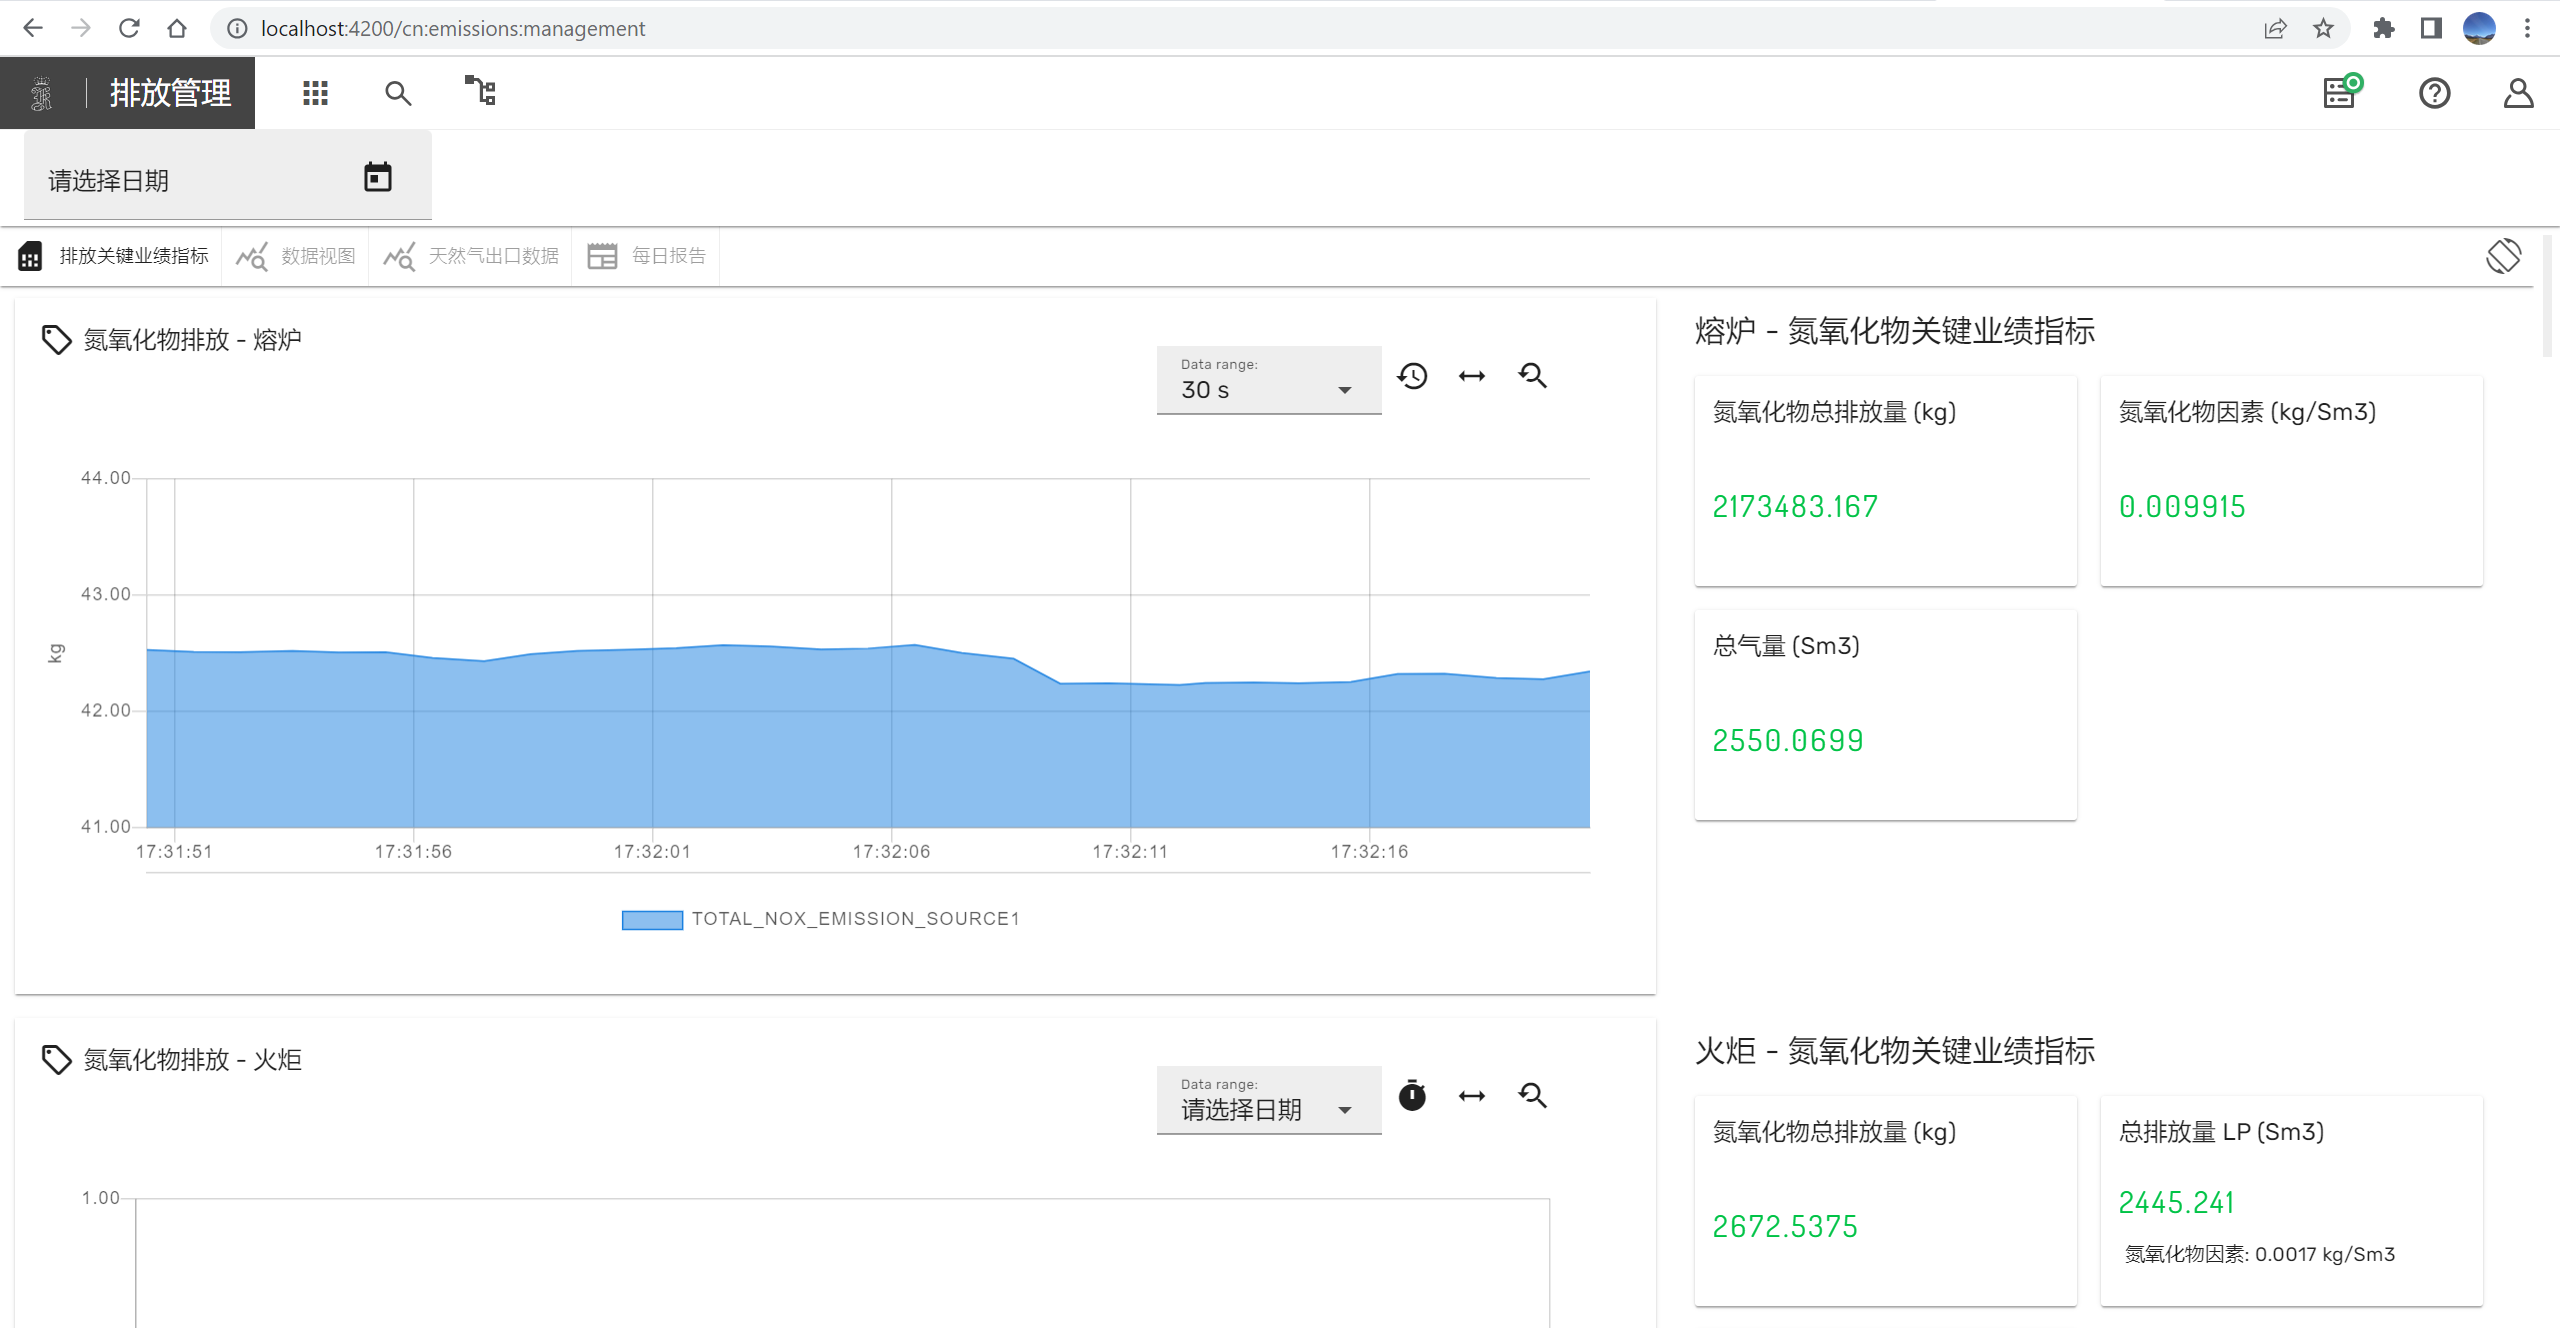 localhost:4200/cn:emissions:management
排放管理
请选择日期
排放关键业绩指标
数据视图
天然气出口数据
每日报告
氮氧化物排放 - 熔炉
Data range:
30 s
44.00
43.00
42.00
41.00
kg
17:31:51
17:31:56
17:32:01
17:32:06
17:32:11
17:32:16
TOTAL_NOX_EMISSION_SOURCE1
熔炉 - 氮氧化物关键业绩指标
氮氧化物总排放量 (kg)
2173483.167
氮氧化物因素 (kg/Sm3)
0.009915
总气量 (Sm3)
2550.0699
氮氧化物排放 - 火炬
Data range:
请选择日期
1.00
火炬 - 氮氧化物关键业绩指标
氮氧化物总排放量 (kg)
2672.5375
总排放量 LP (Sm3)
2445.241
氮氧化物因素: 0.0017 kg/Sm3